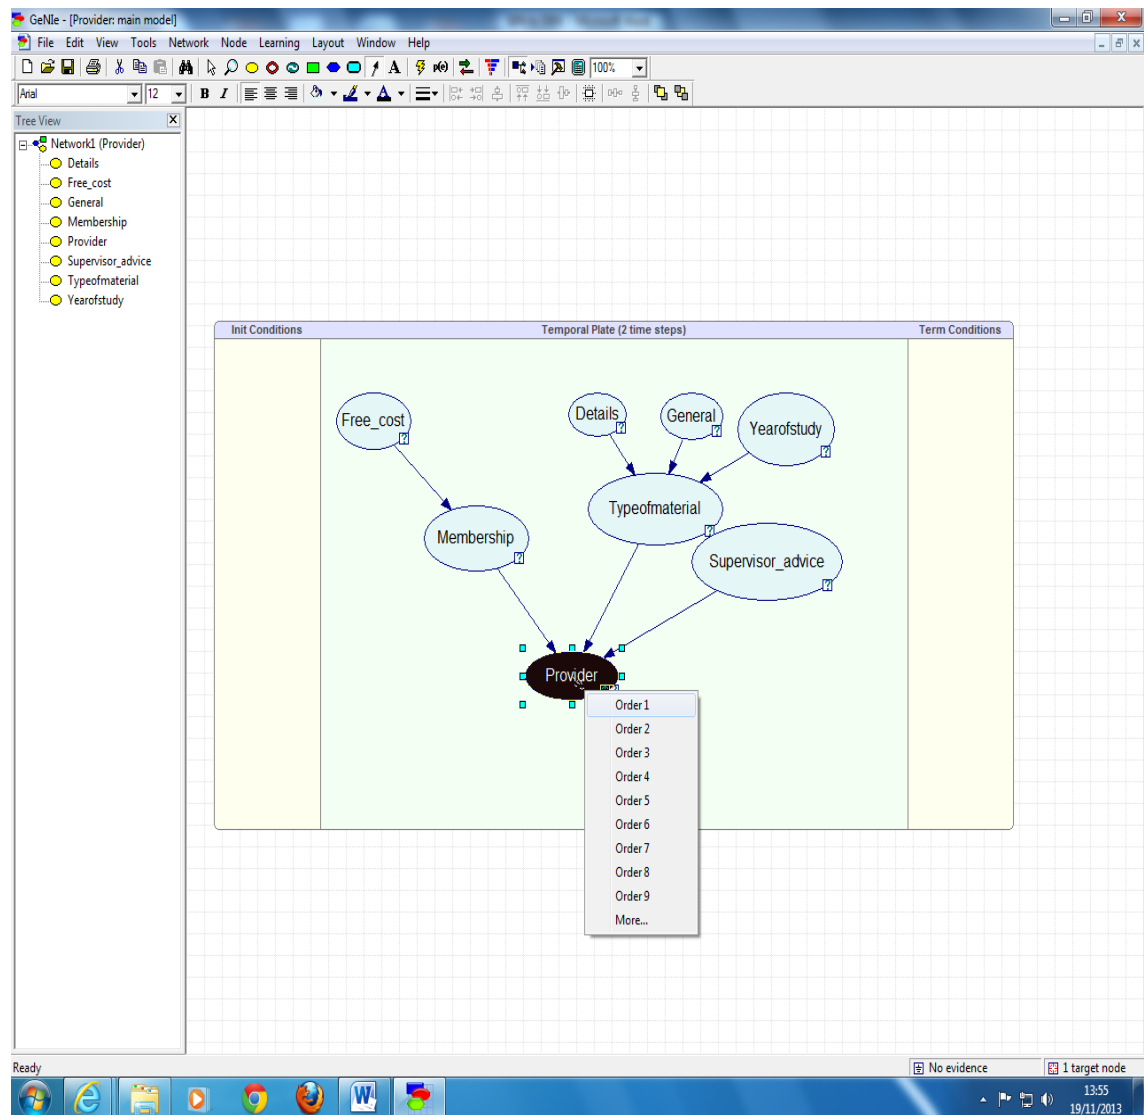 GeNIe - [Provider: main model]
File Edit View Tools Network Node Learning Layout Window Help
100%
Arial 12 B I A
Tree View
Network1 (Provider)
Details
Free_cost
General
Membership
Provider
Supervisor_advice
Typeofmaterial
Yearofstudy
Init Conditions Temporal Plate (2 time steps) Term Conditions
Free_cost
Details
General
Yearofstudy
Typeofmaterial
Membership
Supervisor_advice
Provider
Order 1
Order 2
Order 3
Order 4
Order 5
Order 6
Order 7
Order 8
Order 9
More...
Ready No evidence 1 target node
13:55
19/11/2013